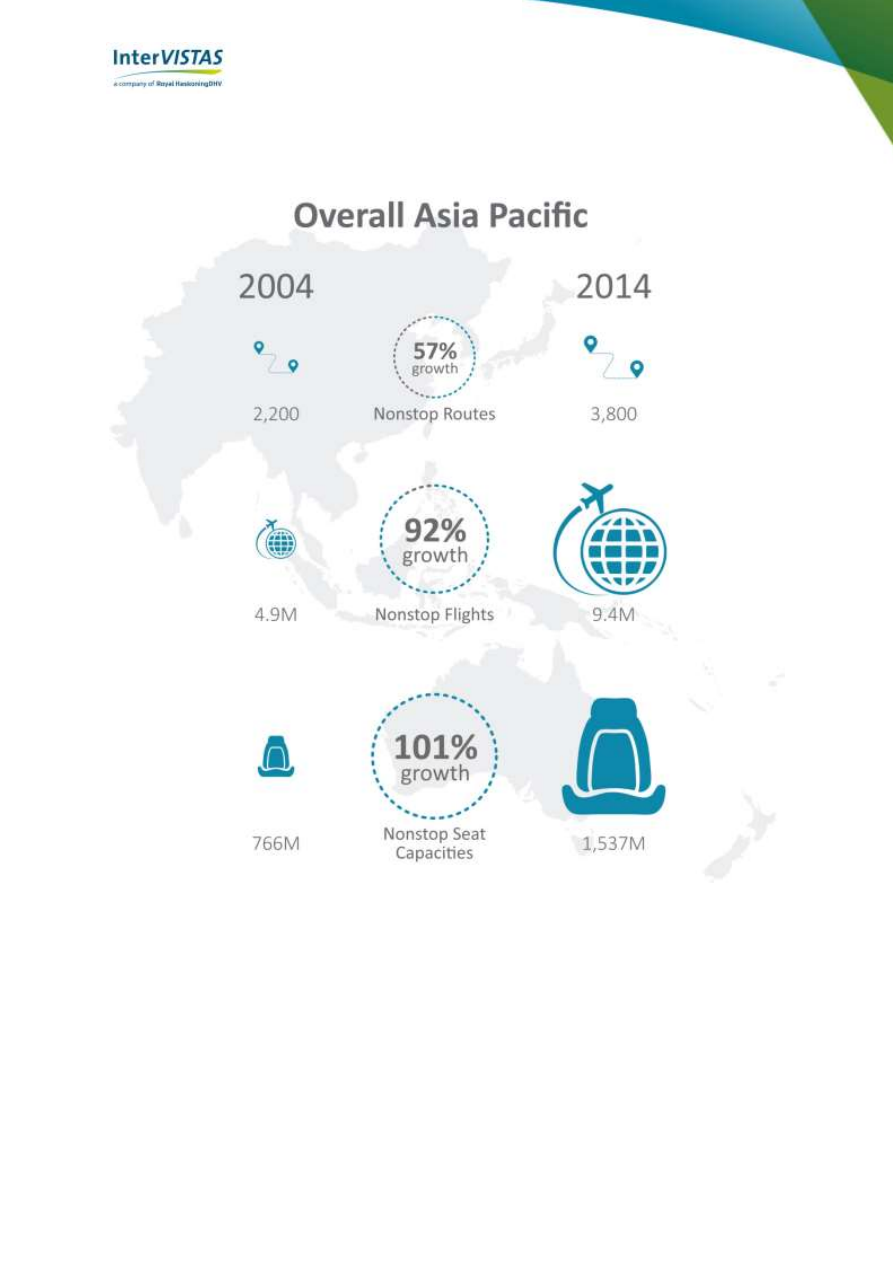 InterVISTAS
a company of Royal HaskoningDHV
Overall Asia Pacific
2004
2014
57%
growth
2,200
Nonstop Routes
3,800
92%
growth
4.9M
Nonstop Flights
9.4M
101%
growth
766M
Nonstop Seat
Capacities
1,537M